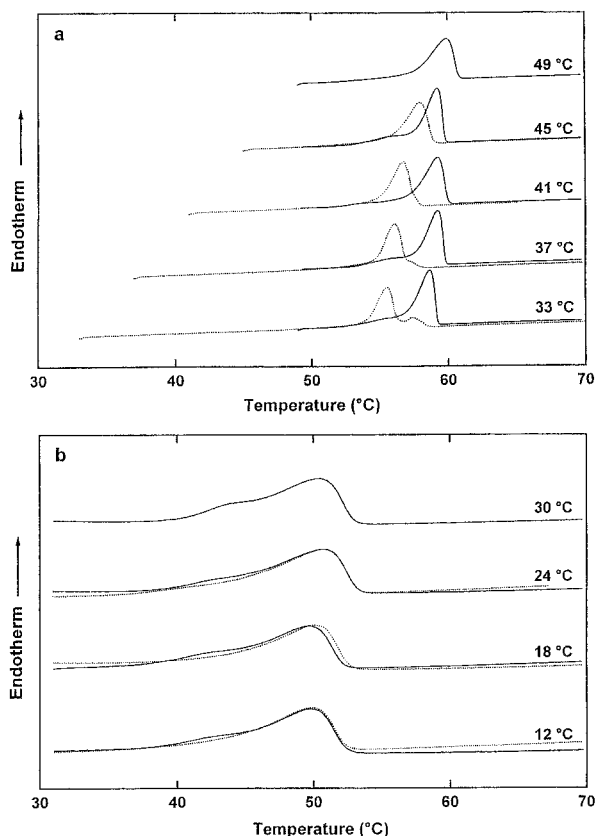 a
49 °C
45 °C
41 °C
37 °C
33 °C
Endotherm
30 40 50 60 70
Temperature (°C)
b
30 °C
24 °C
18 °C
12 °C
Endotherm
30 40 50 60 70
Temperature (°C)